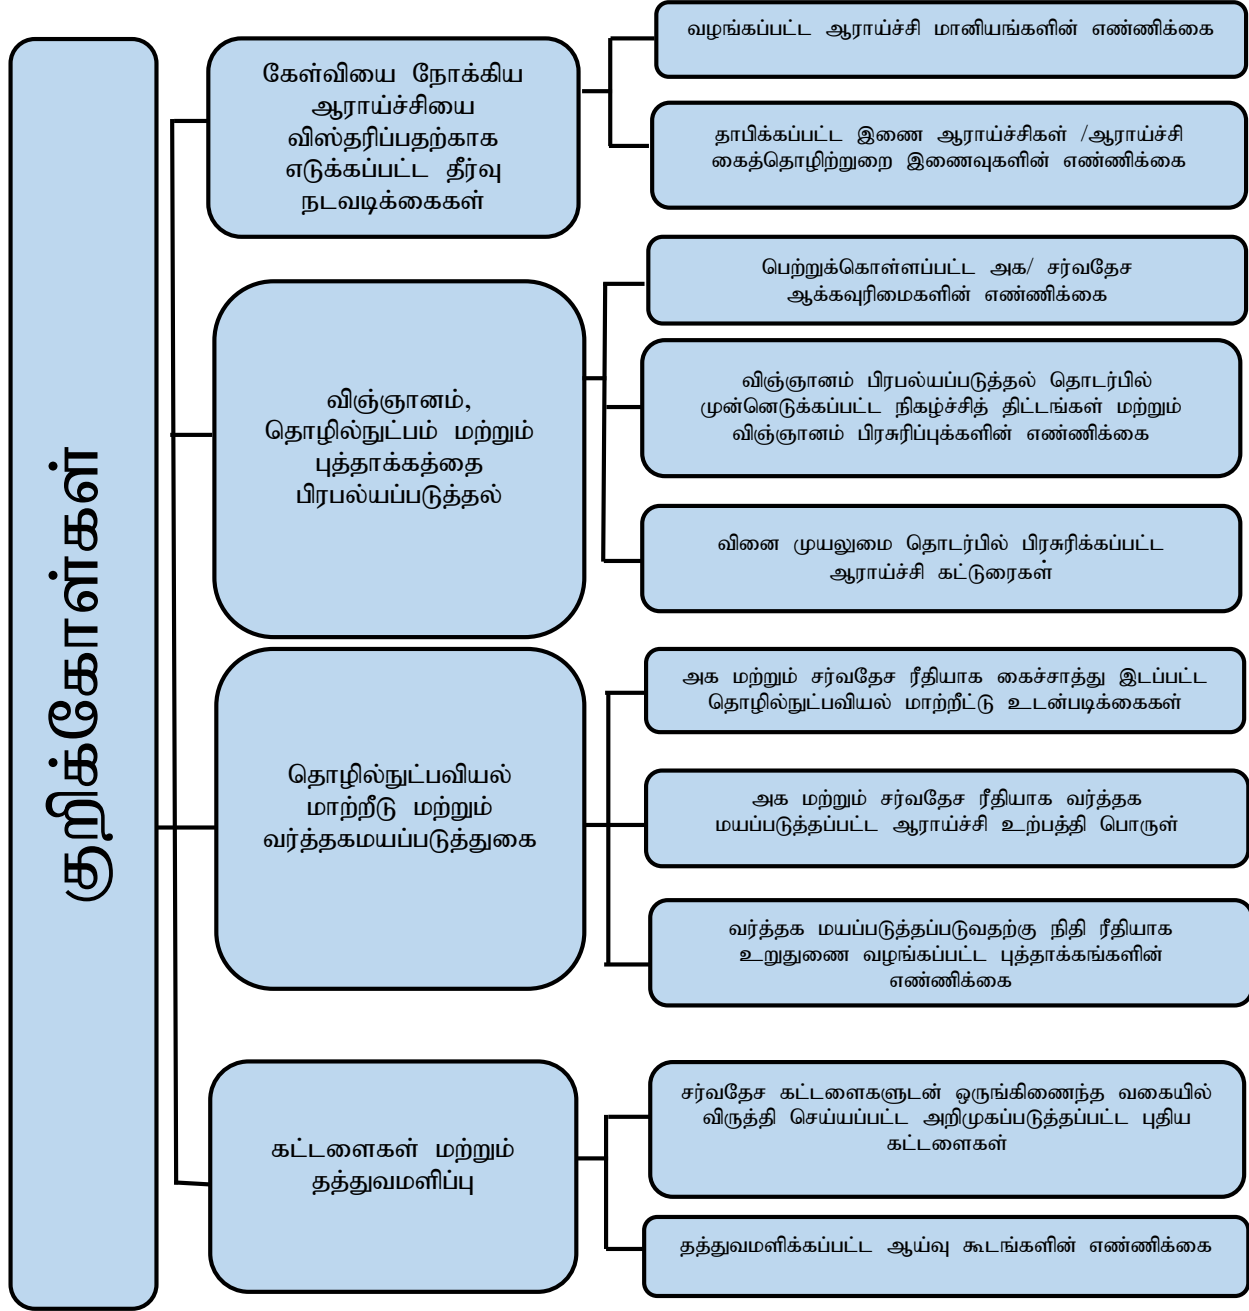 குறிக்கோள்கள்
கேள்வியை நோக்கிய
ஆராய்ச்சியை
விஸ்தரிப்பதற்காக
எடுக்கப்பட்ட தீர்வு
நடவடிக்கைகள்
வழங்கப்பட்ட ஆராய்ச்சி மானியங்களின் எண்ணிக்கை
தாபிக்கப்பட்ட இணை ஆராய்ச்சிகள் /ஆராய்ச்சி
கைத்தொழிற்றுறை இணைவுகளின் எண்ணிக்கை
விஞ்ஞானம்,
தொழில்நுட்பம் மற்றும்
புத்தாக்கத்தை
பிரபல்யப்படுத்தல்
பெற்றுக்கொள்ளப்பட்ட அக/ சர்வதேச
ஆக்கவுரிமைகளின் எண்ணிக்கை
விஞ்ஞானம் பிரபல்யப்படுத்தல் தொடர்பில்
முன்னெடுக்கப்பட்ட நிகழ்ச்சித் திட்டங்கள் மற்றும்
விஞ்ஞானம் பிரசுரிப்புக்களின் எண்ணிக்கை
வினை முயலுமை தொடர்பில் பிரசுரிக்கப்பட்ட
ஆராய்ச்சி கட்டுரைகள்
தொழில்நுட்பவியல்
மாற்றீடு மற்றும்
வர்த்தகமயப்படுத்துகை
அக மற்றும் சர்வதேச ரீதியாக கைச்சாத்து இடப்பட்ட
தொழில்நுட்பவியல் மாற்றீட்டு உடன்படிக்கைகள்
அக மற்றும் சர்வதேச ரீதியாக வர்த்தக
மயப்படுத்தப்பட்ட ஆராய்ச்சி உற்பத்தி பொருள்
வர்த்தக மயப்படுத்தப்படுவதற்கு நிதி ரீதியாக
உறுதுணை வழங்கப்பட்ட புத்தாக்கங்களின்
எண்ணிக்கை
கட்டளைகள் மற்றும்
தத்துவமளிப்பு
சர்வதேச கட்டளைகளுடன் ஒருங்கிணைந்த வகையில்
விருத்தி செய்யப்பட்ட அறிமுகப்படுத்தப்பட்ட புதிய
கட்டளைகள்
தத்துவமளிக்கப்பட்ட ஆய்வு கூடங்களின் எண்ணிக்கை